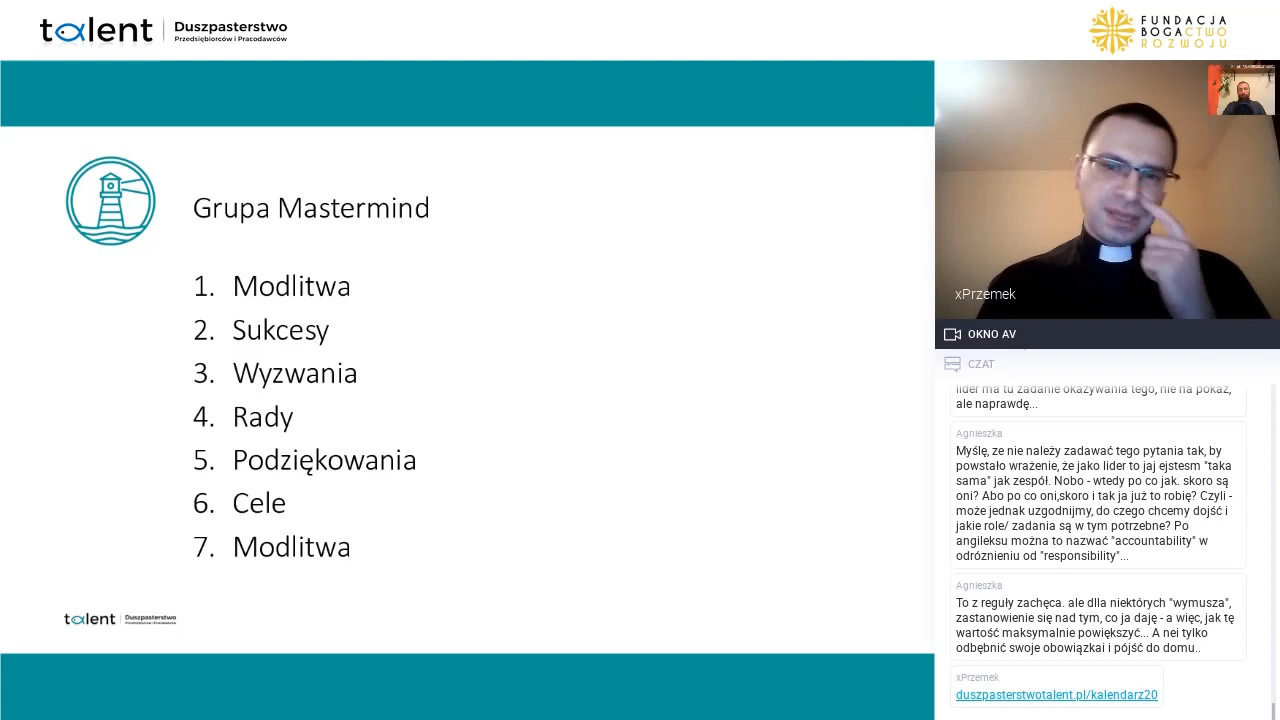 talent
Duszpasterstwo
Przedsiębiorców i Pracodawców
FUNDACJA
BOGACTWO
ROZWOJU
Grupa Mastermind
1. Modlitwa
2. Sukcesy
3. Wyzwania
4. Rady
5. Podziękowania
6. Cele
7. Modlitwa
talent
Duszpasterstwo
Przedsiębiorców i Pracodawców
xPrzemek
OKNO AV
CZAT
lider ma tu zadanie okazywania tego, nie na pokaz,
ale naprawdę...
Agnieszka
Myślę, ze nie należy zadawać tego pytania tak, by
powstało wrażenie, że jako lider to jaj ejstesm "taka
sama" jak zespół. Nobo - wtedy po co jak. skoro są
oni? Abo po co oni,skoro i tak ja już to robię? Czyli -
może jednak uzgodnijmy, do czego chcemy dojść i
jakie role/ zadania są w tym potrzebne? Po
angileksu można to nazwać "accountability" w
odróznieniu od "responsibility"...
Agnieszka
To z reguły zachęca. ale dlla niektórych "wymusza",
zastanowienie się nad tym, co ja daję - a więc, jak tę
wartość maksymalnie powiększyć... A nei tylko
odbębnić swoje obowiązkai i pójść do domu..
xPrzemek
duszpasterstwotalent.pl/kalendarz20